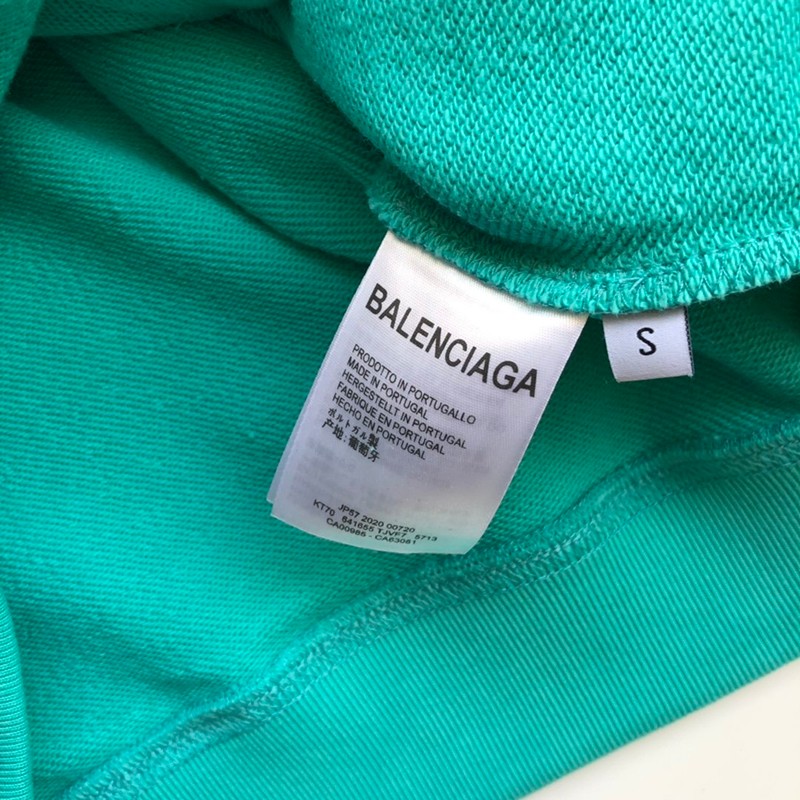 BALENCIAGA
PRODOTTO IN PORTUGALLO
MADE IN PORTUGAL
HERGESTELLT IN PORTUGAL
FABRIQUE EN PORTUGAL
HECHO EN PORTUGAL
ポルトガル製
产地:葡萄牙
JP57 2020 00720
KT70 641655 TJVF7 5713
CA00985 - CA63081
S